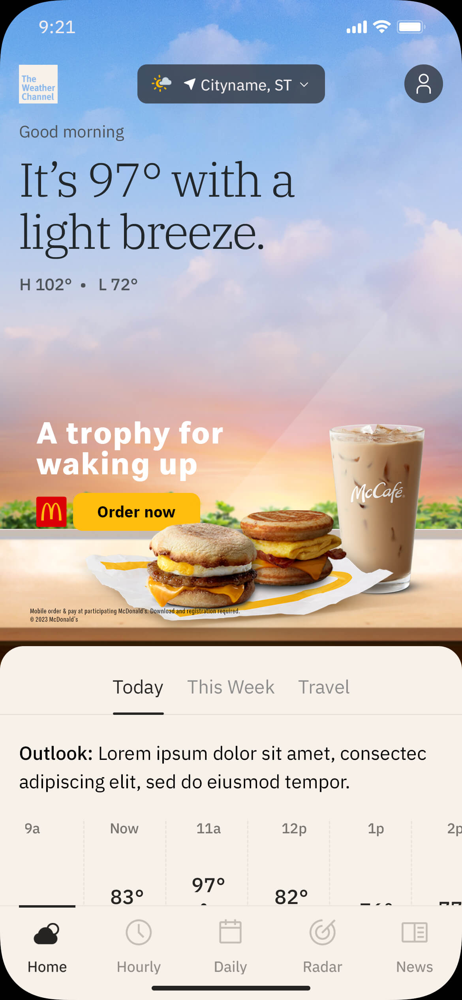 9:21
The
Weather
Channel
Cityname, ST
Good morning
It's 97° with a
light breeze.
H 102° • L 72°
A trophy for
waking up
Order now
McCafé®
Mobile order & pay at participating McDonald's. Download and registration required.
© 2023 McDonald's
Today This Week Travel
Outlook: Lorem ipsum dolor sit amet, consectec
adipiscing elit, sed do eiusmod tempor.
9a Now 11a 12p 1p 2p
97°
83° 82°
Home Hourly Daily Radar News